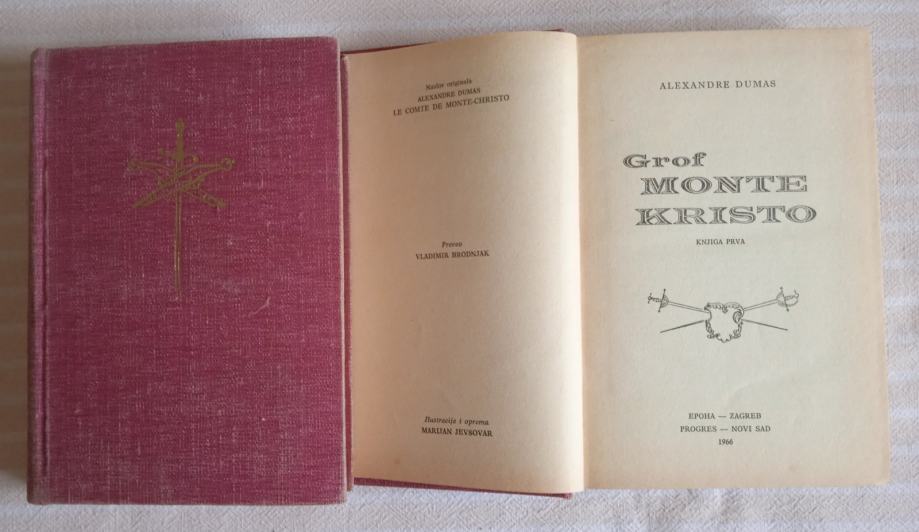 Naslov originala
ALEXANDRE DUMAS
LE COMTE DE MONTE-CHRISTO
Preveo
VLADIMIR BRODNJAK
Ilustracije i oprema
MARIJAN JEVŠOVAR
ALEXANDRE DUMAS
Grof
MONTE
KRISTO
KNJIGA PRVA
EPOHA — ZAGREB
PROGRES — NOVI SAD
1966